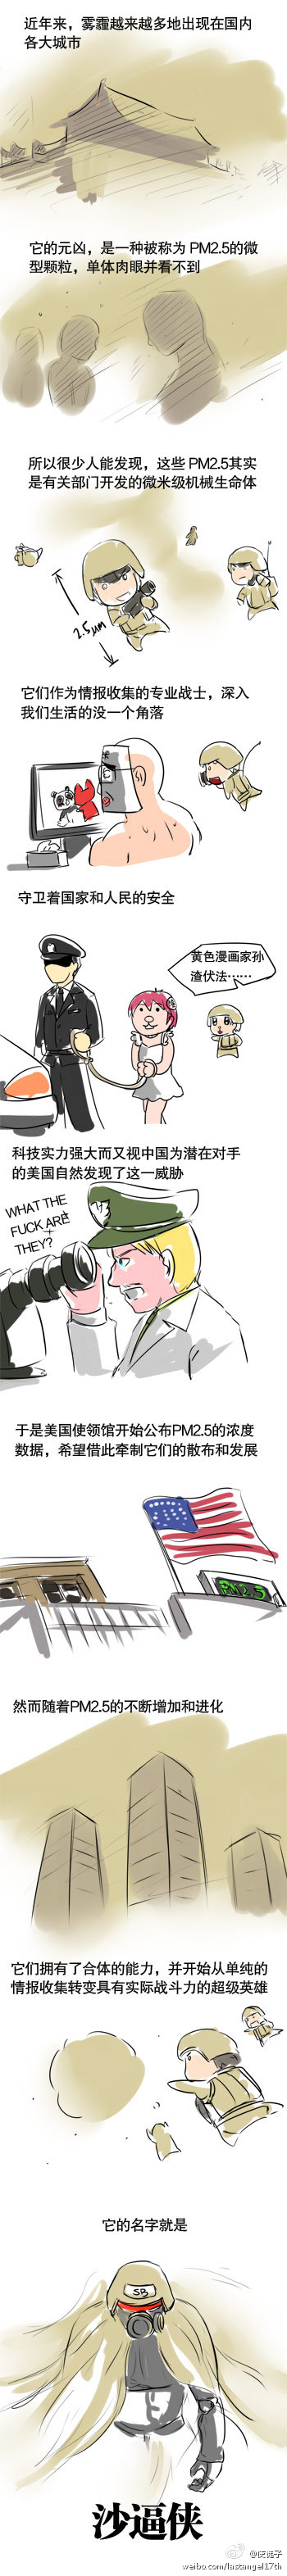 近年来，雾霾越来越多地出现在国内
各大城市
它的元凶，是一种被称为 PM2.5的微
型颗粒，单体肉眼并看不到
所以很少人能发现，这些 PM2.5其实
是有关部门开发的微米级机械生命体
2.5μm
它们作为情报收集的专业战士，深入
我们生活的没一个角落
守卫着国家和人民的安全
黄色漫画家孙
渣伏法……
科技实力强大而又视中国为潜在对手
的美国自然发现了这一威胁
WHAT THE
FUCK ARE
THEY?
于是美国使领馆开始公布PM2.5的浓度
数据，希望借此牵制它们的散布和发展
PM2.5
然而随着PM2.5的不断增加和进化
它们拥有了合体的能力，并开始从单纯的
情报收集转变具有实际战斗力的超级英雄
它的名字就是
SB
沙逼侠
weibo.com/lastangel17th